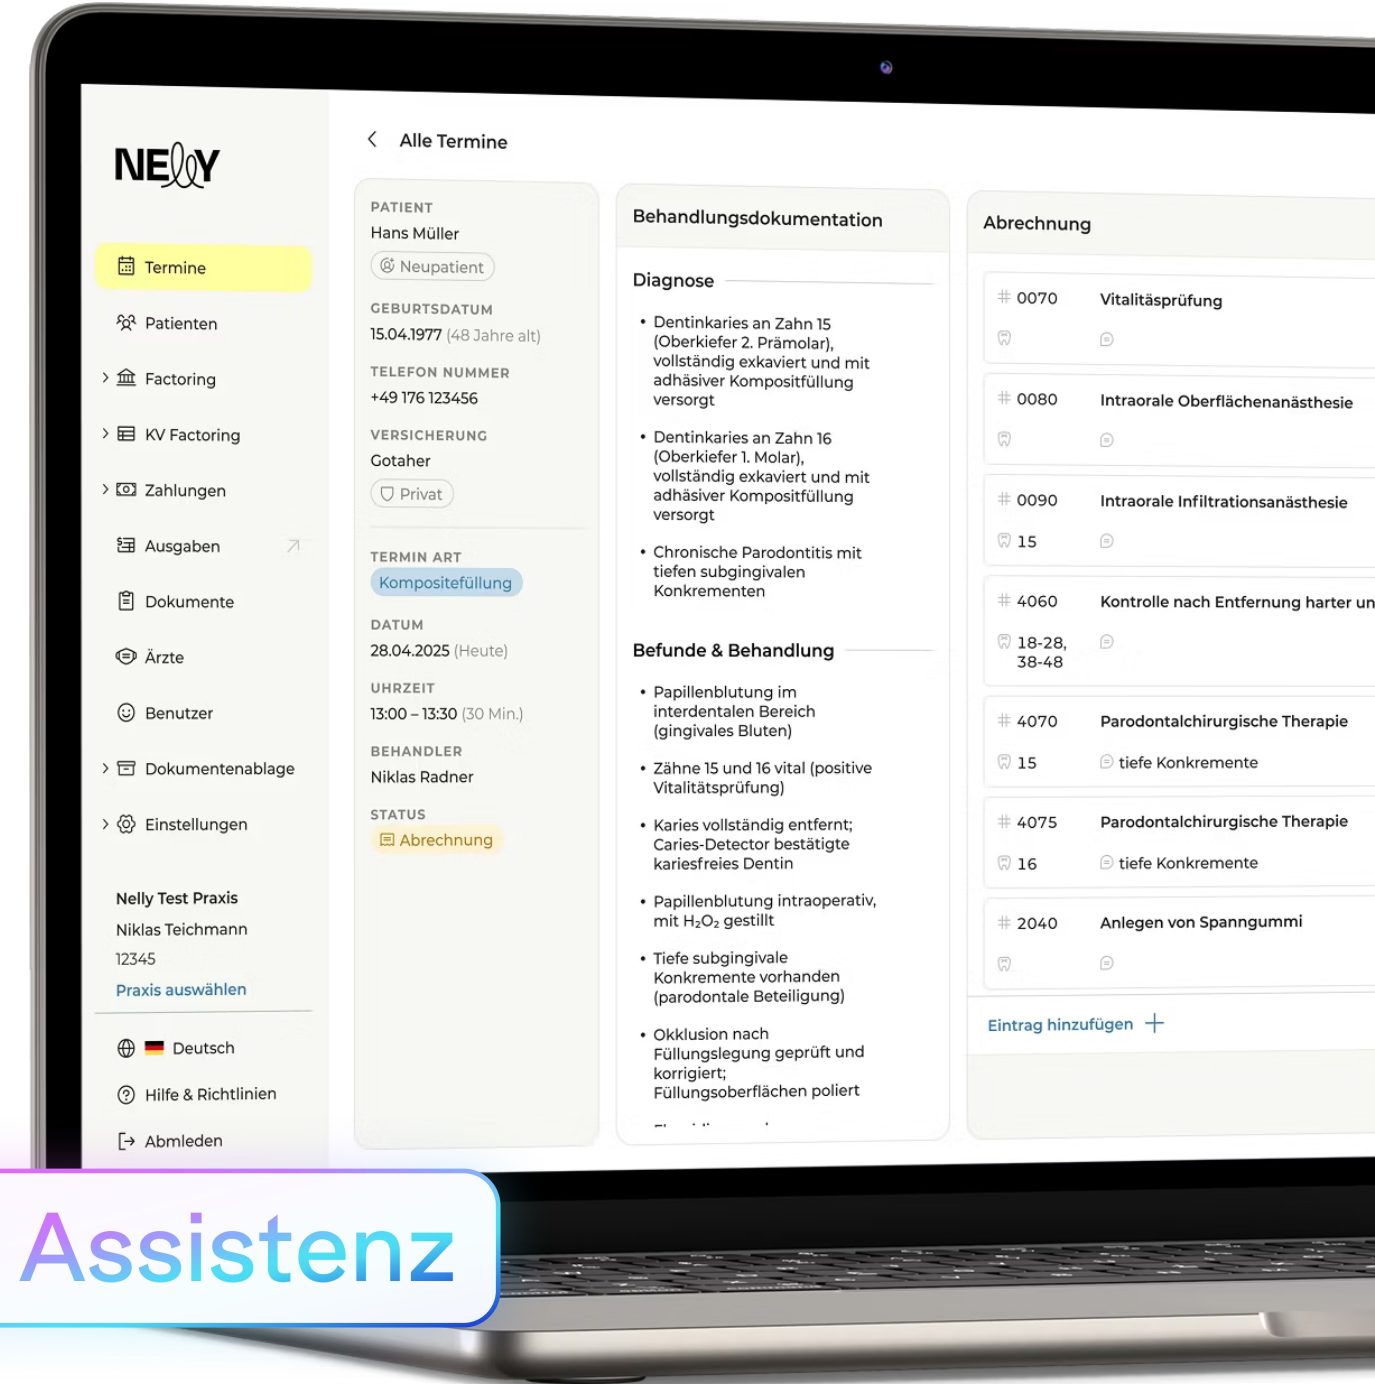 NELLY
Termine
Patienten
Factoring
KV Factoring
Zahlungen
Ausgaben
Dokumente
Ärzte
Benutzer
Dokumentenablage
Einstellungen
Nelly Test Praxis
Niklas Teichmann
12345
Praxis auswählen
Deutsch
Hilfe & Richtlinien
Abmleden
Alle Termine
PATIENT
Hans Müller
Neupatient
GEBURTSDATUM
15.04.1977 (48 Jahre alt)
TELEFON NUMMER
+49 176 123456
VERSICHERUNG
Gotaher
Privat
TERMIN ART
Kompositefüllung
DATUM
28.04.2025 (Heute)
UHRZEIT
13:00 – 13:30 (30 Min.)
BEHANDLER
Niklas Radner
STATUS
Abrechnung
Behandlungsdokumentation
Diagnose
• Dentinkaries an Zahn 15
(Oberkiefer 2. Prämolar),
vollständig exkaviert und mit
adhäsiver Kompositfüllung
versorgt
• Dentinkaries an Zahn 16
(Oberkiefer 1. Molar),
vollständig exkaviert und mit
adhäsiver Kompositfüllung
versorgt
• Chronische Parodontitis mit
tiefen subgingivalen
Konkrementen
Befunde & Behandlung
• Papillenblutung im
interdentalen Bereich
(gingivales Bluten)
• Zähne 15 und 16 vital (positive
Vitalitätsprüfung)
• Karies vollständig entfernt;
Caries-Detector bestätigte
kariesfreies Dentin
• Papillenblutung intraoperativ,
mit H₂O₂ gestillt
• Tiefe subgingivale
Konkremente vorhanden
(parodontale Beteiligung)
• Okklusion nach
Füllungslegung geprüft und
korrigiert;
Füllungsoberflächen poliert
Abrechnung
# 0070 Vitalitätsprüfung
# 0080 Intraorale Oberflächenanästhesie
# 0090 Intraorale Infiltrationsanästhesie
15
# 4060 Kontrolle nach Entfernung harter un
18-28,
38-48
# 4070 Parodontalchirurgische Therapie
15 tiefe Konkremente
# 4075 Parodontalchirurgische Therapie
16 tiefe Konkremente
# 2040 Anlegen von Spanngummi
Eintrag hinzufügen +
Assistenz